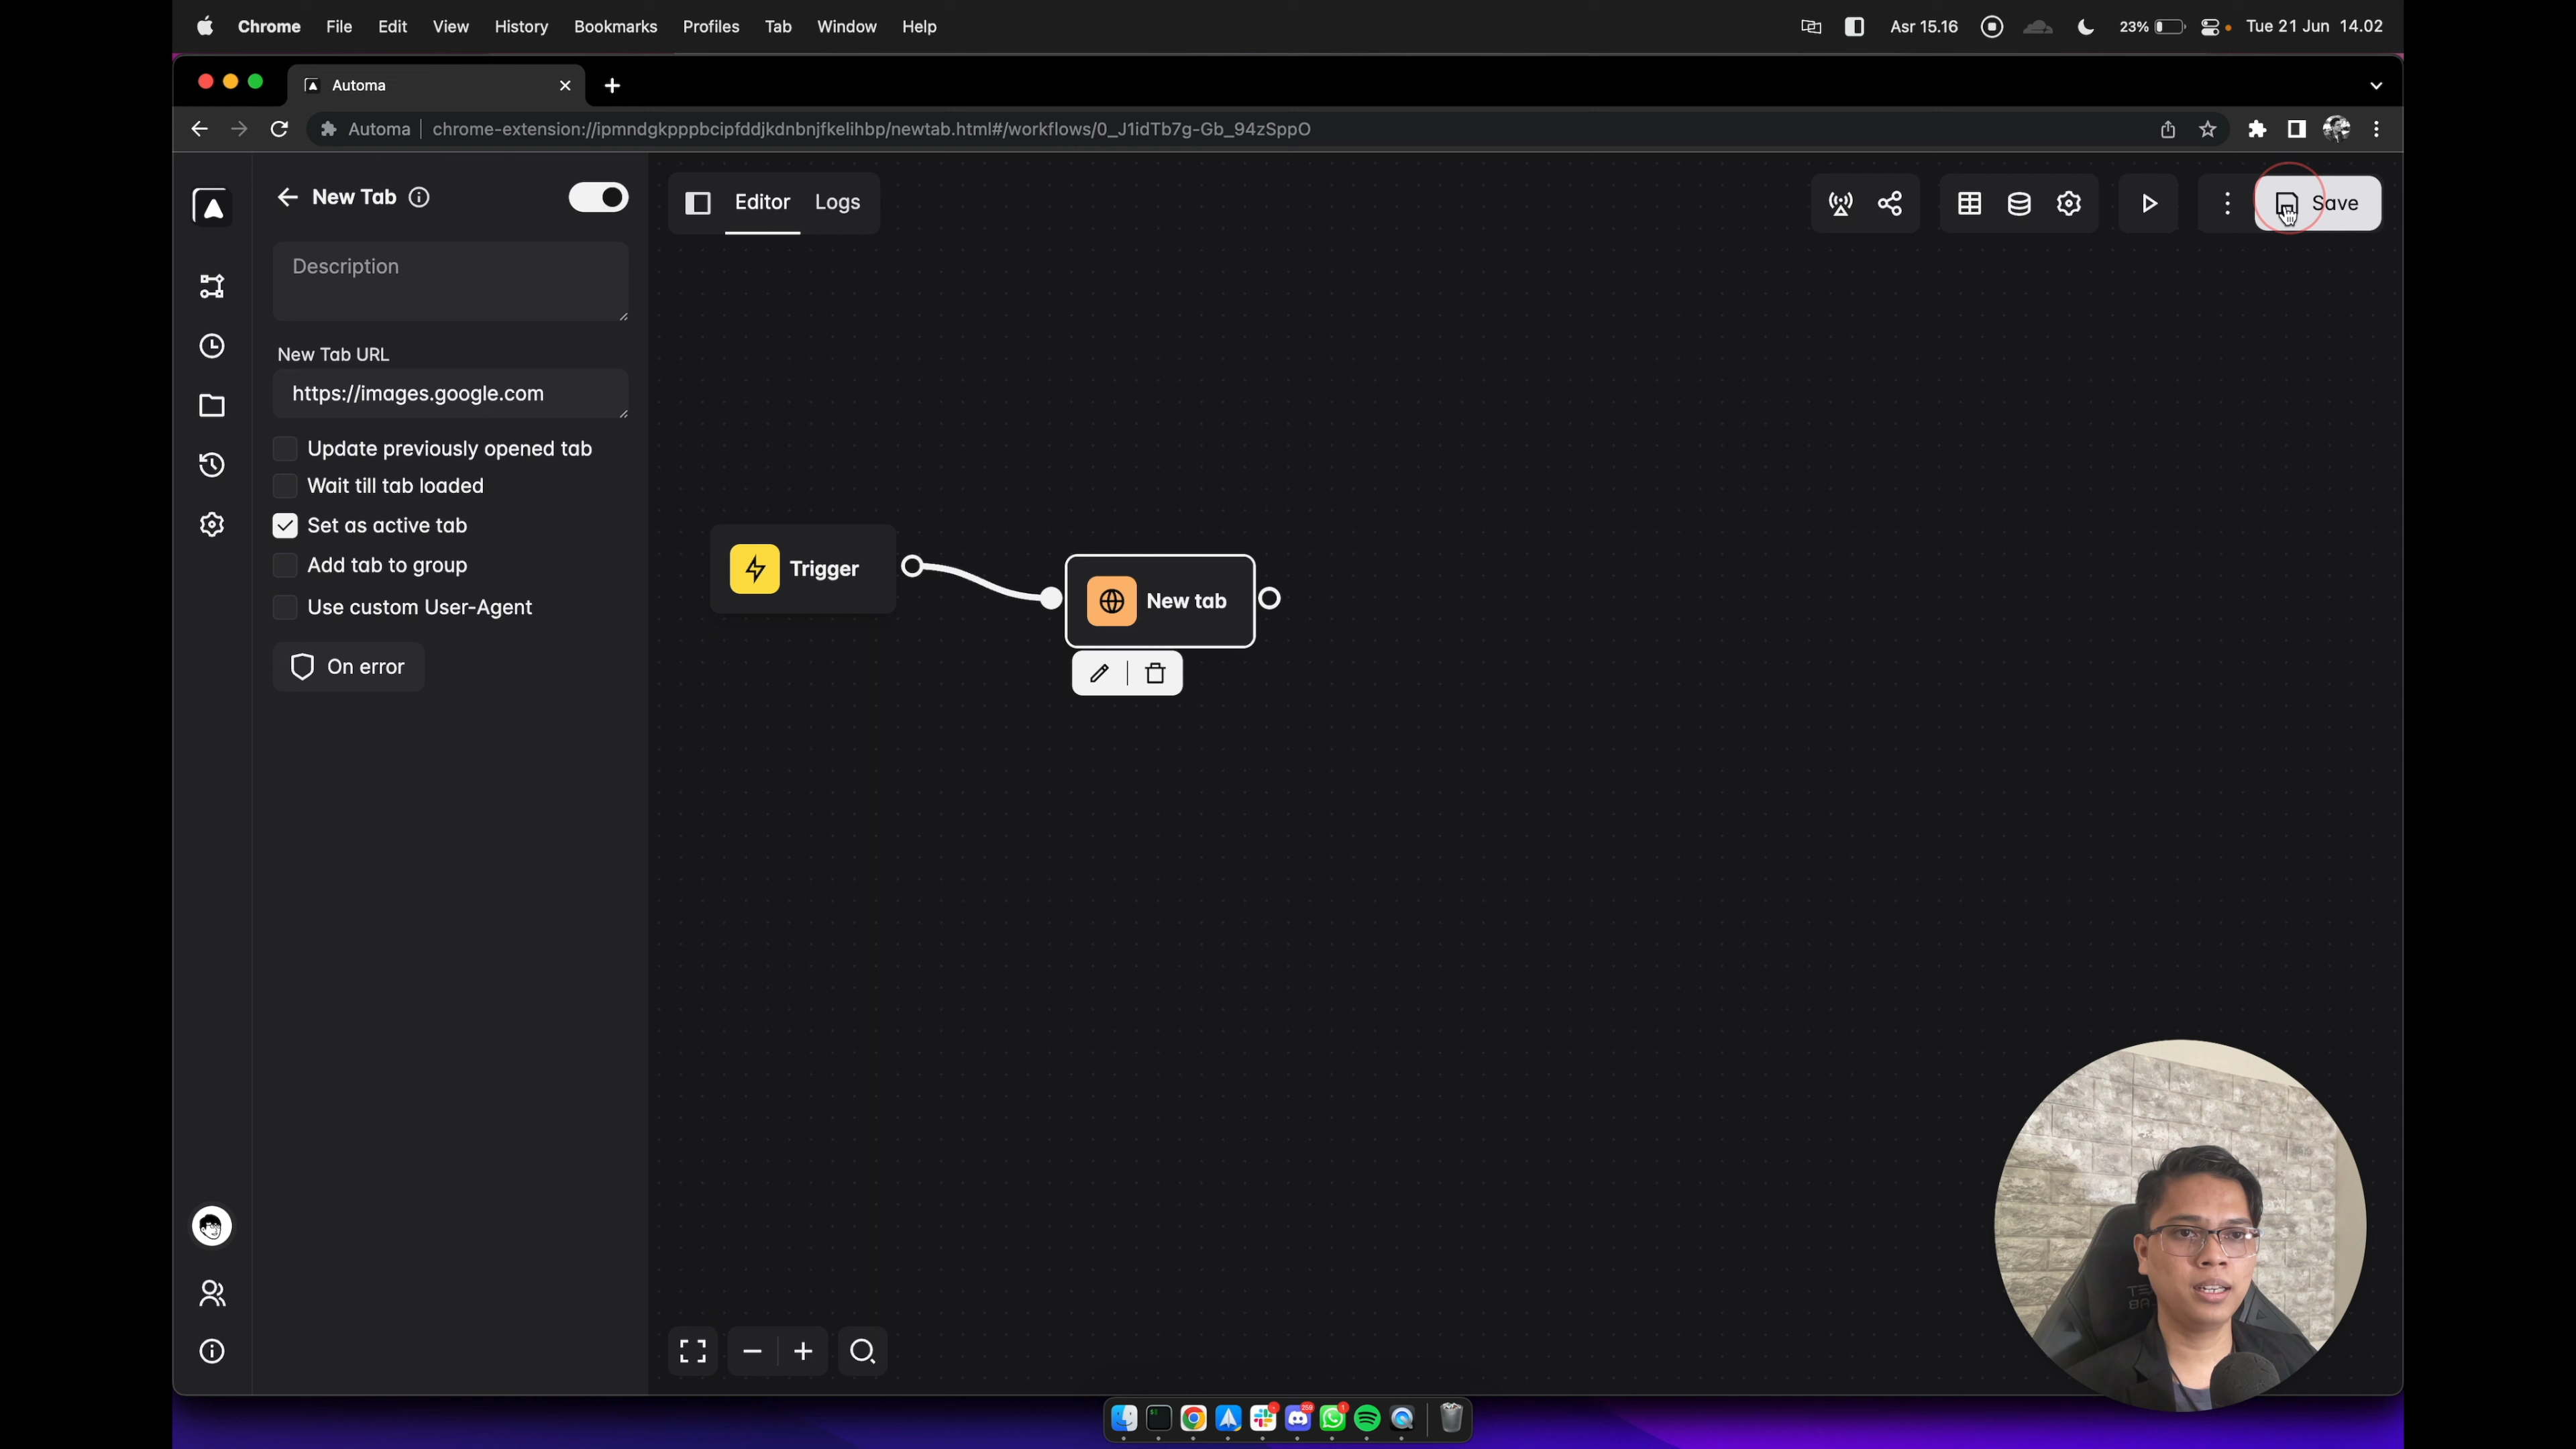 Chrome File Edit View History Bookmarks Profiles Tab Window Help Asr 15.16 23% Tue 21 Jun 14.02
Automa
Automa chrome-extension://ipmndgkpppbcipfddjkdnbnjfkelihbp/newtab.html#/workflows/0_J1idTb7g-Gb_94zSppO
New Tab
Editor Logs
Save
Description
New Tab URL
https://images.google.com
Update previously opened tab
Wait till tab loaded
Set as active tab
Add tab to group
Use custom User-Agent
On error
Trigger
New tab
259
1